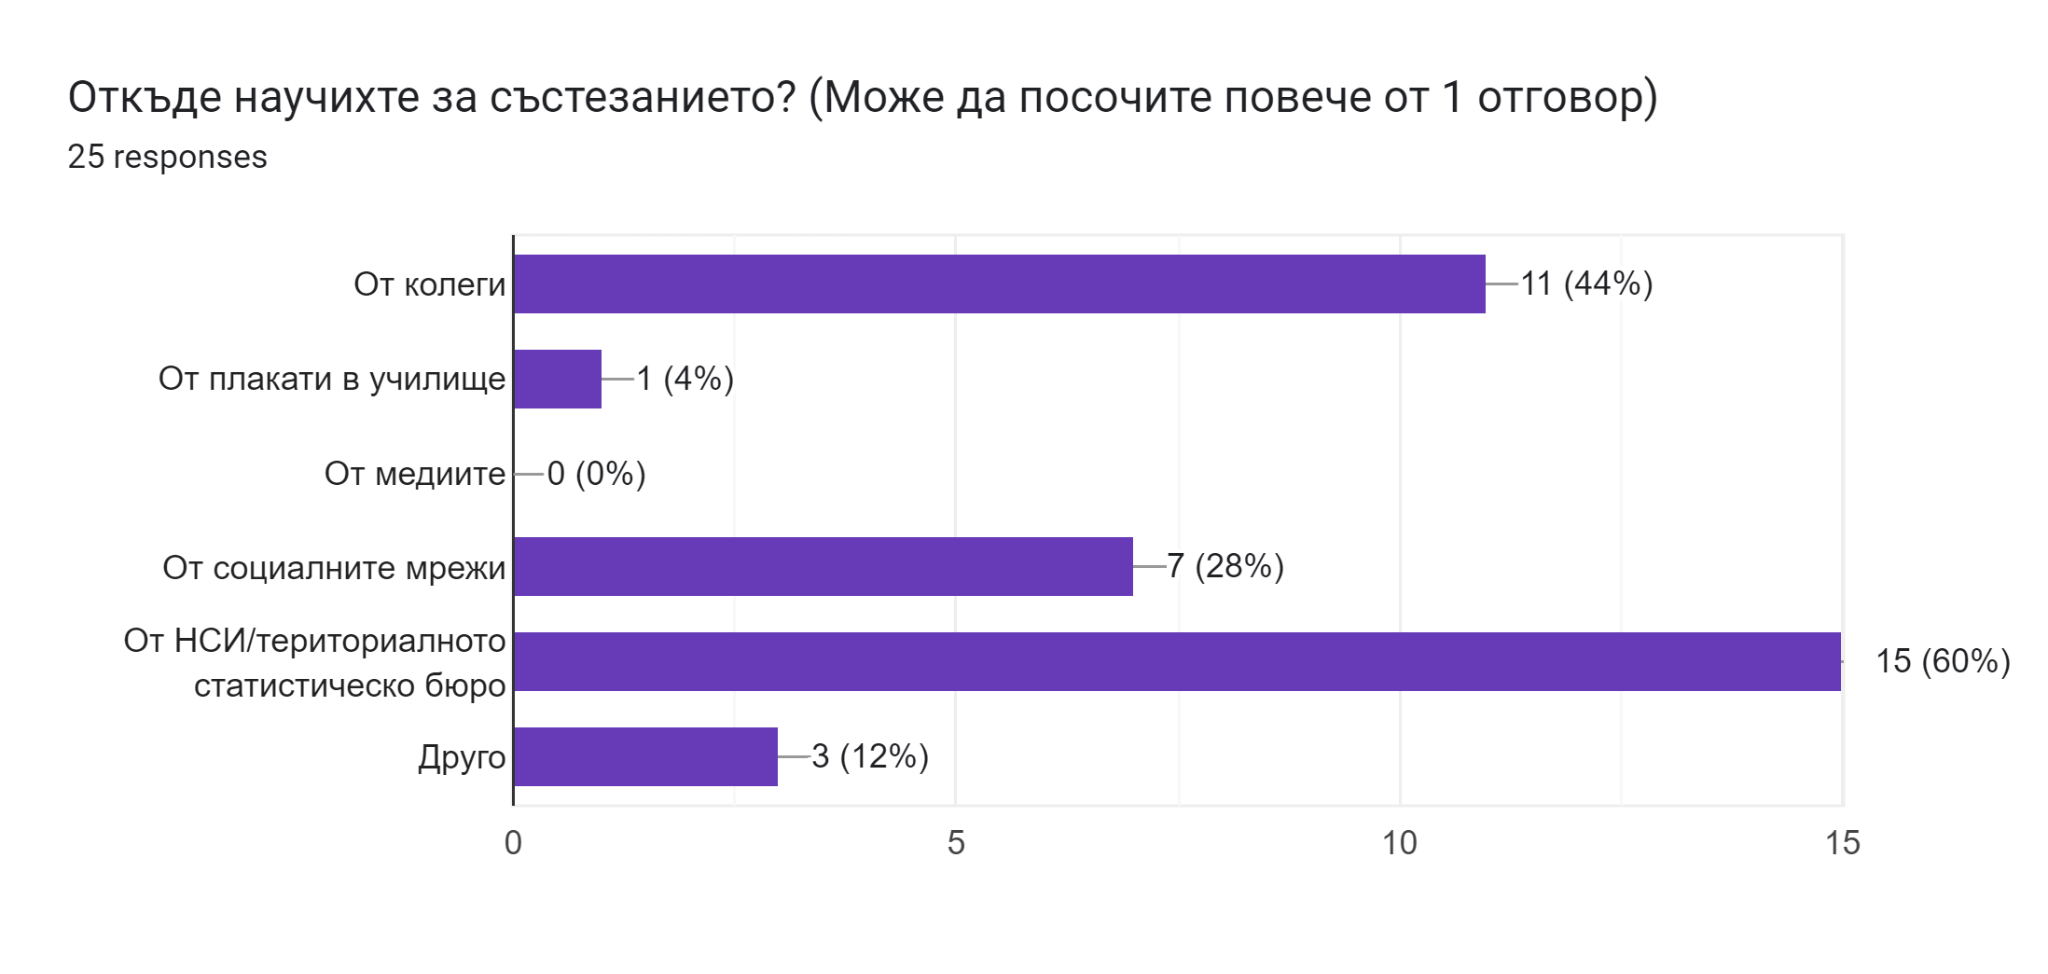 Откъде научихте за състезанието? (Може да посочите повече от 1 отговор)
25 responses
От колеги
11 (44%)
От плакати в училище
1 (4%)
От медиите
0 (0%)
От социалните мрежи
7 (28%)
От НСИ/териториалното
статистическо бюро
15 (60%)
Друго
3 (12%)
0
5
10
15